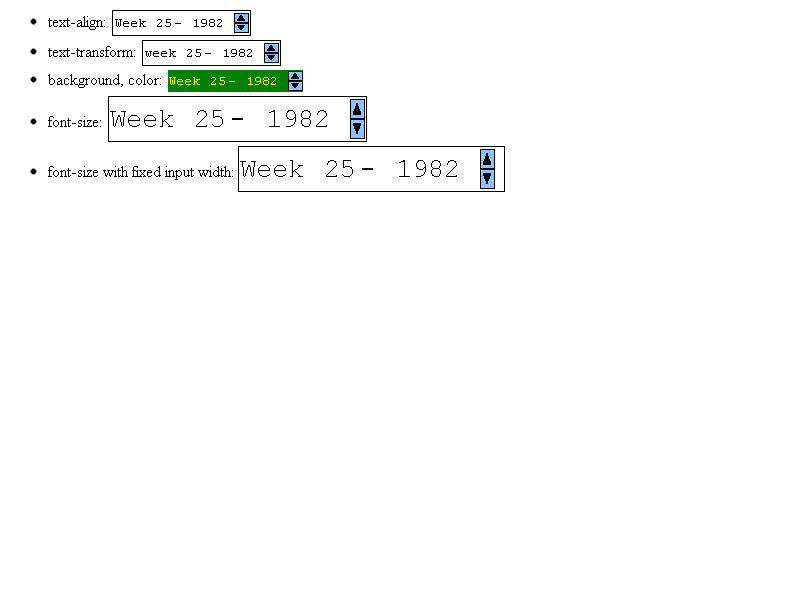 text-align: Week 25- 1982
text-transform: week 25- 1982
background, color: Week 25- 1982
font-size: Week 25- 1982
font-size with fixed input width: Week 25- 1982